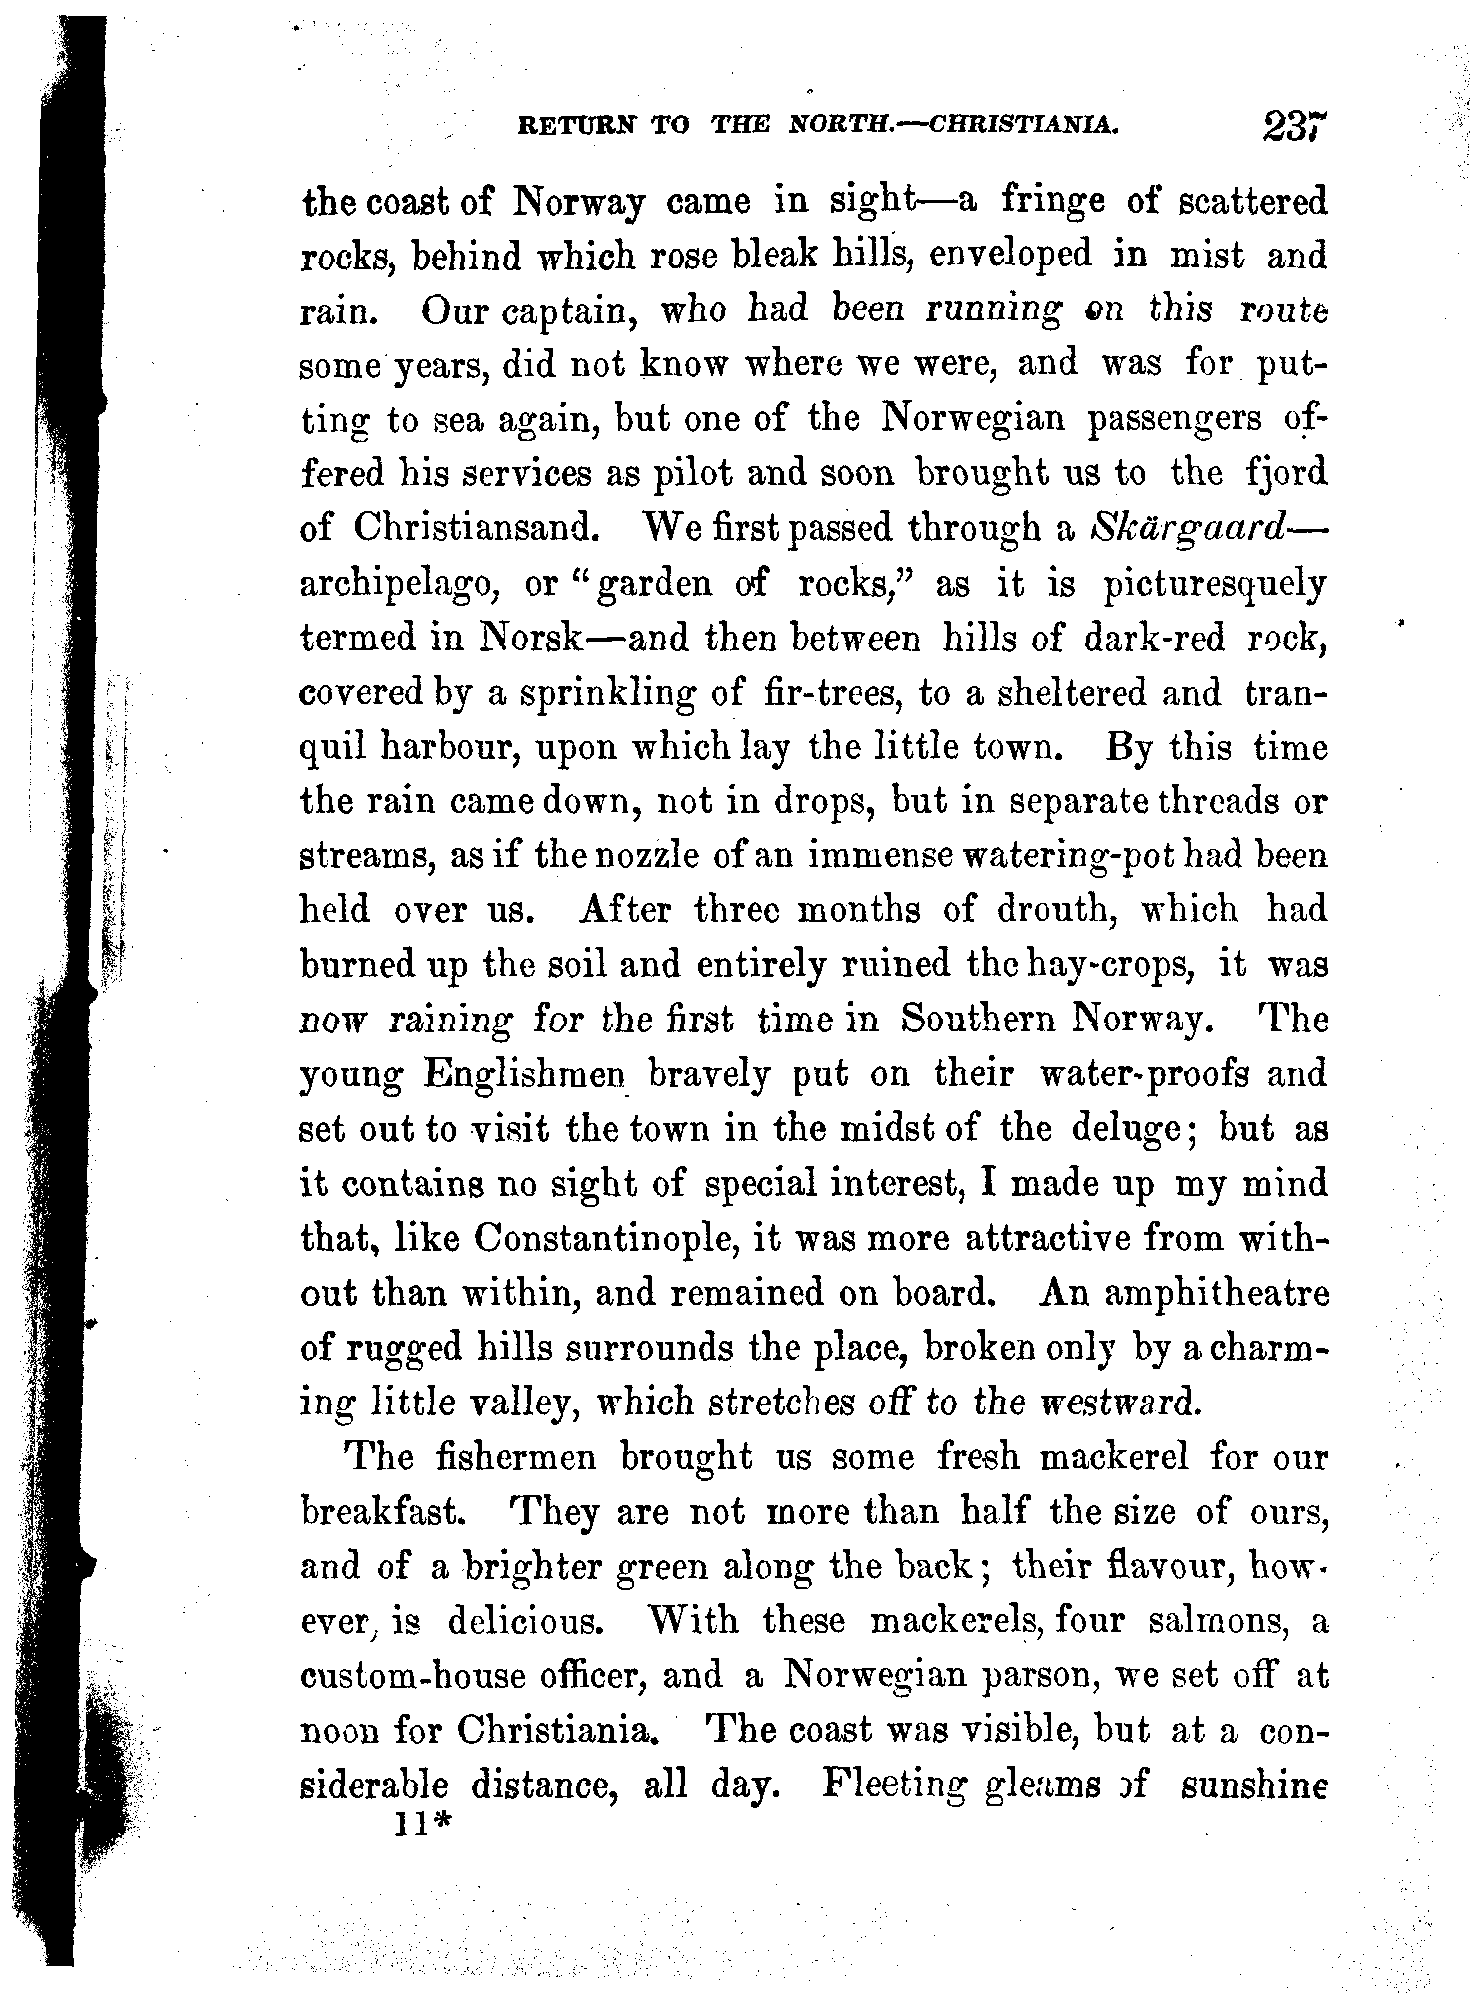 RETURN TO THE NORTH.—CHRISTIANIA. 237
the coast of Norway came in sight—a fringe of scattered
rocks, behind which rose bleak hills, enveloped in mist and
rain. Our captain, who had been running on this route
some years, did not know where we were, and was for put-
ting to sea again, but one of the Norwegian passengers of-
fered his services as pilot and soon brought us to the fjord
of Christiansand. We first passed through a Skärgaard—
archipelago, or “garden of rocks,” as it is picturesquely
termed in Norsk—and then between hills of dark-red rock,
covered by a sprinkling of fir-trees, to a sheltered and tran-
quil harbour, upon which lay the little town. By this time
the rain came down, not in drops, but in separate threads or
streams, as if the nozzle of an immense watering-pot had been
held over us. After three months of drouth, which had
burned up the soil and entirely ruined the hay-crops, it was
now raining for the first time in Southern Norway. The
young Englishmen bravely put on their water-proofs and
set out to visit the town in the midst of the deluge; but as
it contains no sight of special interest, I made up my mind
that, like Constantinople, it was more attractive from with-
out than within, and remained on board. An amphitheatre
of rugged hills surrounds the place, broken only by a charm-
ing little valley, which stretches off to the westward.
The fishermen brought us some fresh mackerel for our
breakfast. They are not more than half the size of ours,
and of a brighter green along the back; their flavour, how-
ever, is delicious. With these mackerels, four salmons, a
custom-house officer, and a Norwegian parson, we set off at
noon for Christiania. The coast was visible, but at a con-
siderable distance, all day. Fleeting gleams of sunshine
11*